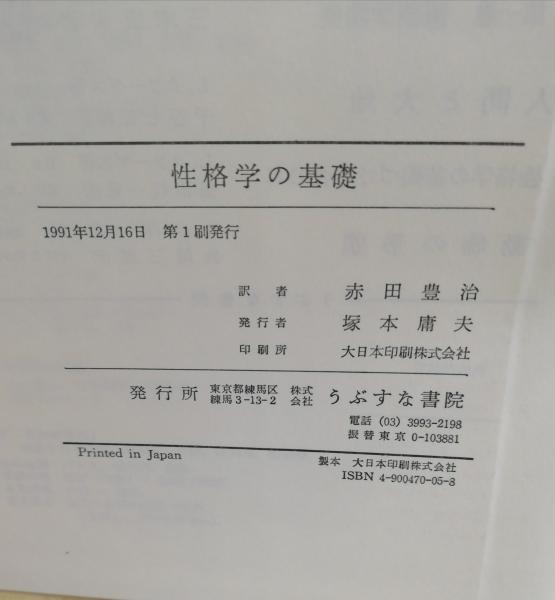 性格学の基礎
1991年12月16日 第1刷発行
訳者 赤田豊治
発行者 塚本庸夫
印刷所 大日本印刷株式会社
発行所 東京都練馬区練馬3-13-2 株式会社 うぶすな書院
電話 (03) 3993-2198
振替東京 0-103881
Printed in Japan
製本 大日本印刷株式会社
ISBN 4-900470-05-8